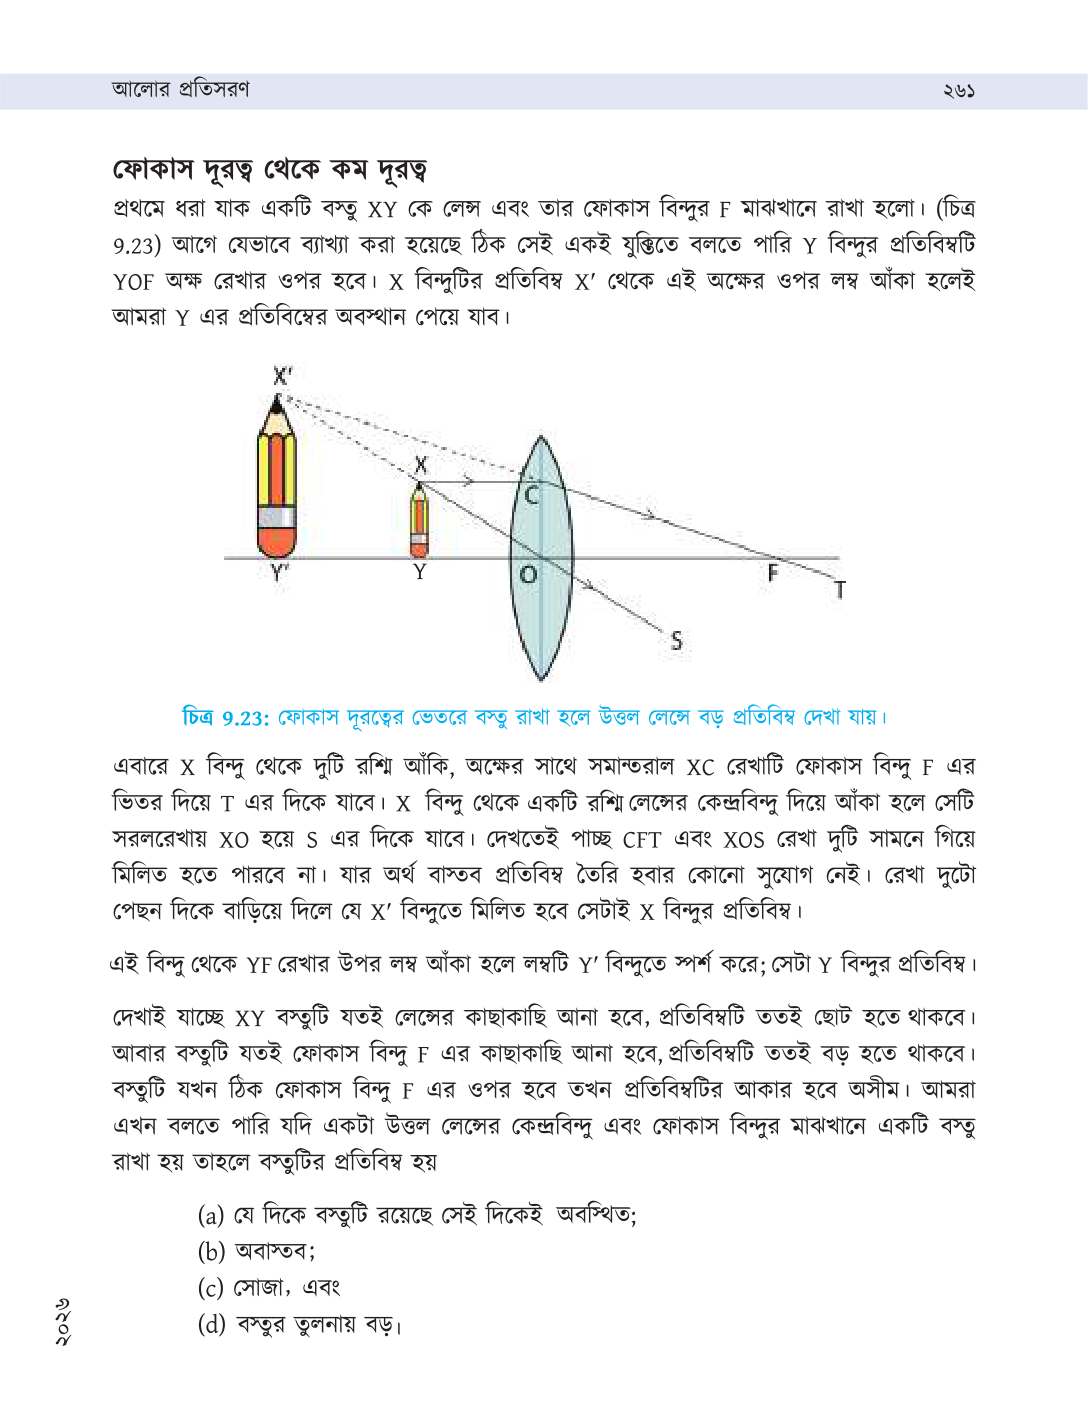 আলোর প্রতিসরণ ২৬১
ফোকাস দূরত্ব থেকে কম দূরত্ব
প্রথমে ধরা যাক একটি বস্তু XY কে লেন্স এবং তার ফোকাস বিন্দুর F মাঝখানে রাখা হলো। (চিত্র
9.23) আগে যেভাবে ব্যাখ্যা করা হয়েছে ঠিক সেই একই যুক্তিতে বলতে পারি Y বিন্দুর প্রতিবিম্বটি
YOF অক্ষ রেখার ওপর হবে। X বিন্দুটির প্রতিবিম্ব X′ থেকে এই অক্ষের ওপর লম্ব আঁকা হলেই
আমরা Y এর প্রতিবিম্বের অবস্থান পেয়ে যাব।
X′
X
C
Y′
Y
O
F
T
S
চিত্র 9.23: ফোকাস দূরত্বের ভেতরে বস্তু রাখা হলে উত্তল লেন্সে বড় প্রতিবিম্ব দেখা যায়।
এবারে X বিন্দু থেকে দুটি রশ্মি আঁকি, অক্ষের সাথে সমান্তরাল XC রেখাটি ফোকাস বিন্দু F এর
ভিতর দিয়ে T এর দিকে যাবে। X বিন্দু থেকে একটি রশ্মি লেন্সের কেন্দ্রবিন্দু দিয়ে আঁকা হলে সেটি
সরলরেখায় XO হয়ে S এর দিকে যাবে। দেখতেই পাচ্ছ CFT এবং XOS রেখা দুটি সামনে গিয়ে
মিলিত হতে পারবে না। যার অর্থ বাস্তব প্রতিবিম্ব তৈরি হবার কোনো সুযোগ নেই। রেখা দুটো
পেছন দিকে বাড়িয়ে দিলে যে X′ বিন্দুতে মিলিত হবে সেটাই X বিন্দুর প্রতিবিম্ব।
এই বিন্দু থেকে YF রেখার উপর লম্ব আঁকা হলে লম্বটি Y′ বিন্দুতে স্পর্শ করে; সেটা Y বিন্দুর প্রতিবিম্ব।
দেখাই যাচ্ছে XY বস্তুটি যতই লেন্সের কাছাকাছি আনা হবে, প্রতিবিম্বটি ততই ছোট হতে থাকবে।
আবার বস্তুটি যতই ফোকাস বিন্দু F এর কাছাকাছি আনা হবে, প্রতিবিম্বটি ততই বড় হতে থাকবে।
বস্তুটি যখন ঠিক ফোকাস বিন্দু F এর ওপর হবে তখন প্রতিবিম্বটির আকার হবে অসীম। আমরা
এখন বলতে পারি যদি একটা উত্তল লেন্সের কেন্দ্রবিন্দু এবং ফোকাস বিন্দুর মাঝখানে একটি বস্তু
রাখা হয় তাহলে বস্তুটির প্রতিবিম্ব হয়
(a) যে দিকে বস্তুটি রয়েছে সেই দিকেই অবস্থিত;
(b) অবাস্তব;
(c) সোজা, এবং
(d) বস্তুর তুলনায় বড়।
২০২৬